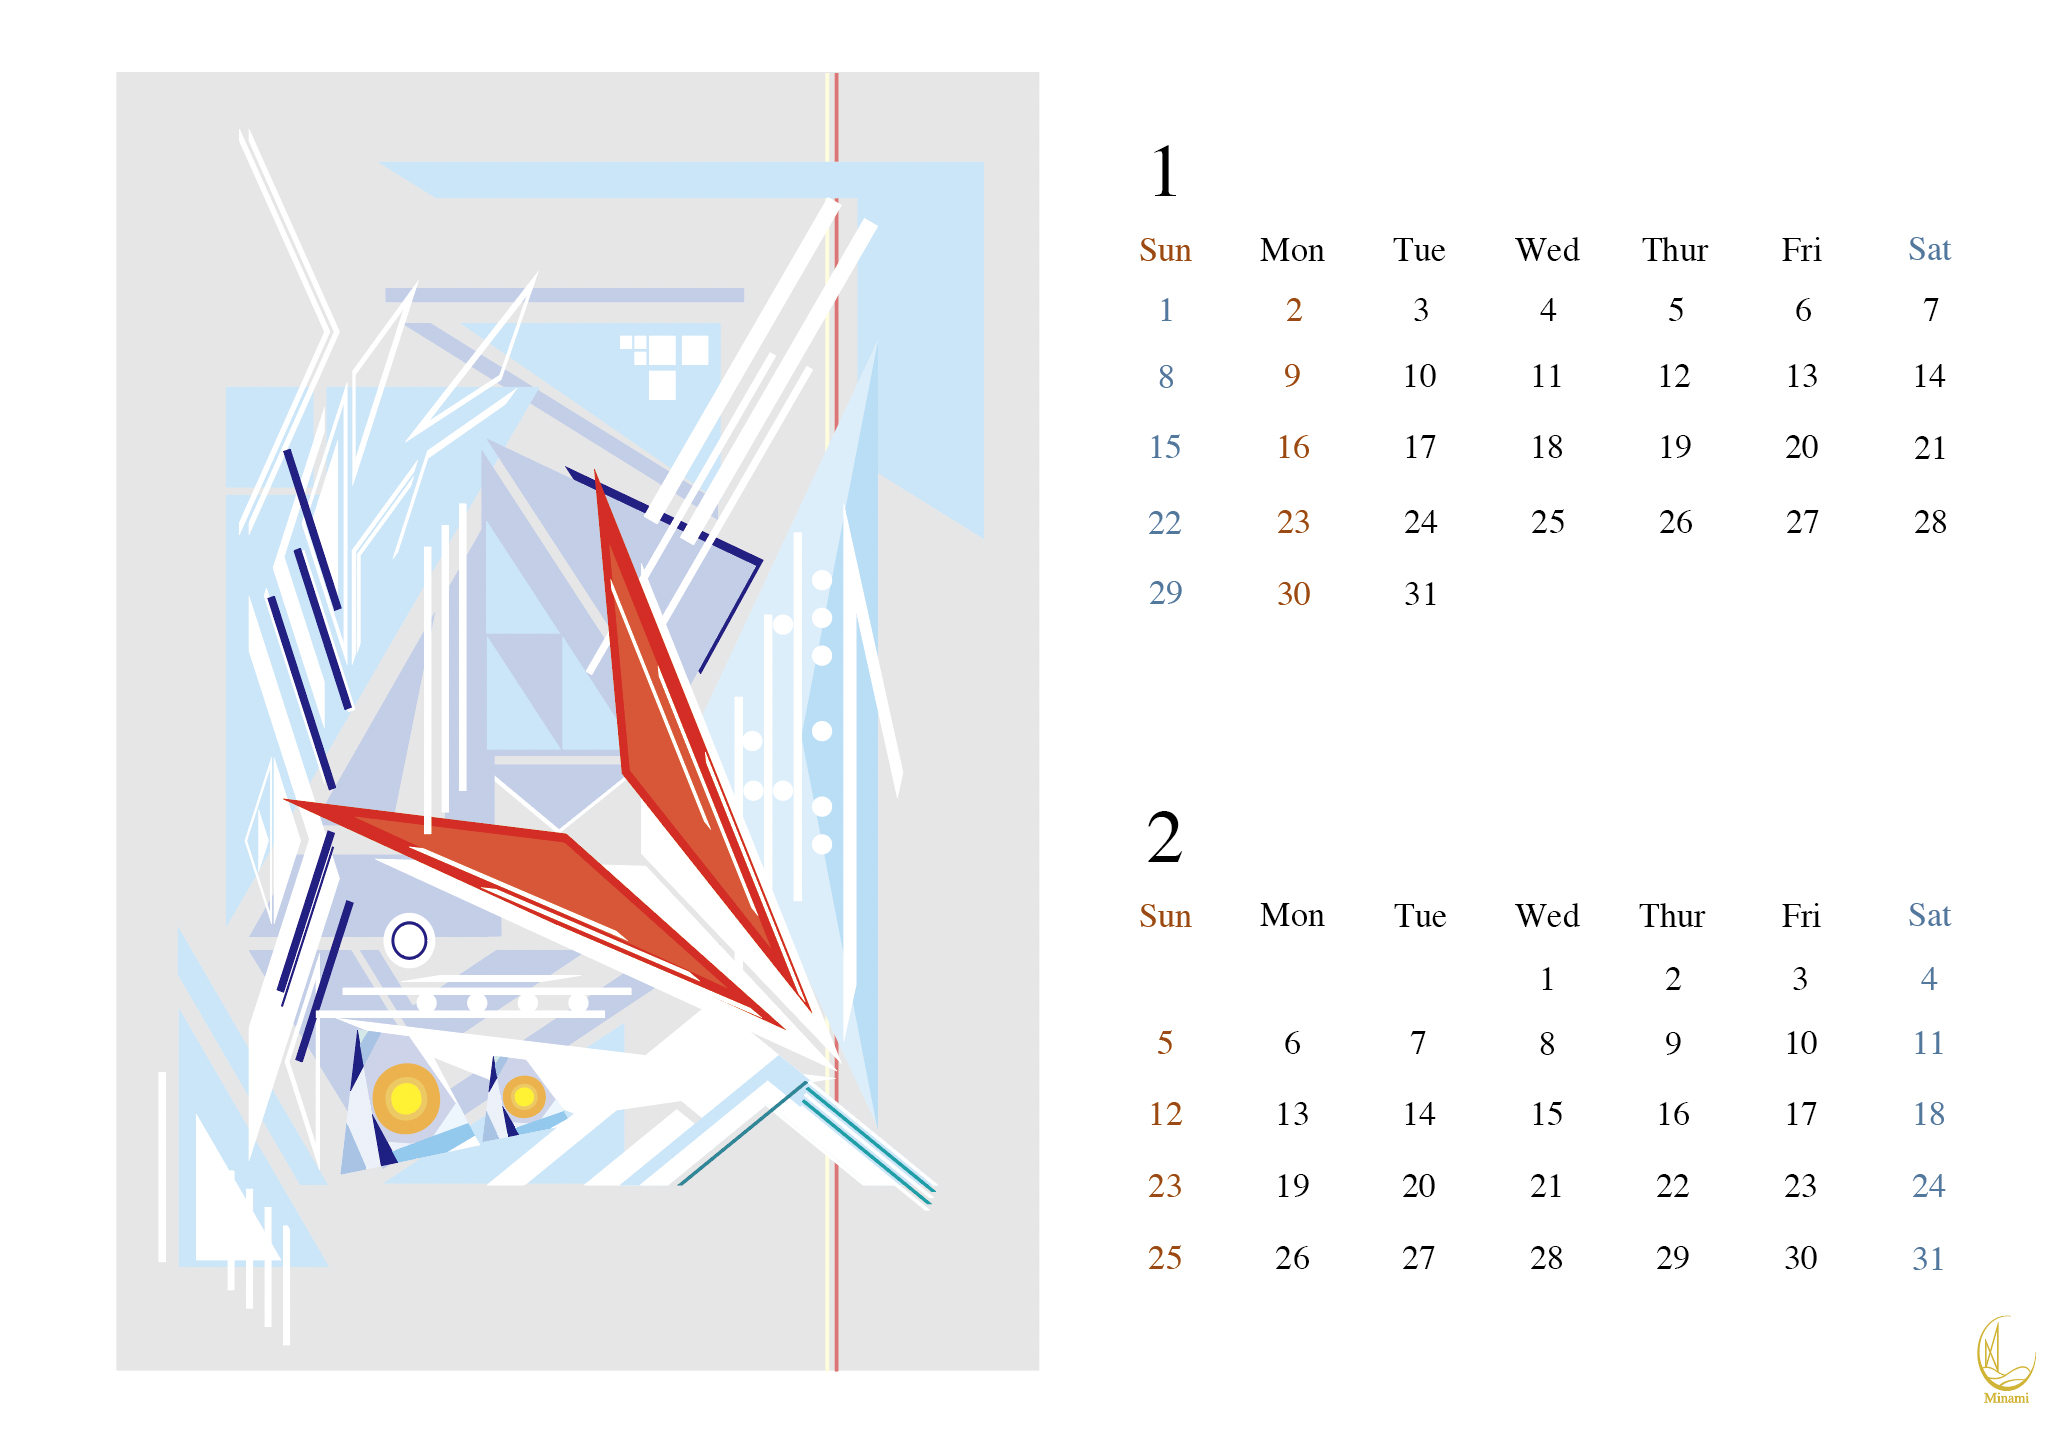 1
Sun Mon Tue Wed Thur Fri Sat
1 2 3 4 5 6 7
8 9 10 11 12 13 14
15 16 17 18 19 20 21
22 23 24 25 26 27 28
29 30 31
2
Sun Mon Tue Wed Thur Fri Sat
1 2 3 4
5 6 7 8 9 10 11
12 13 14 15 16 17 18
23 19 20 21 22 23 24
25 26 27 28 29 30 31
Minami